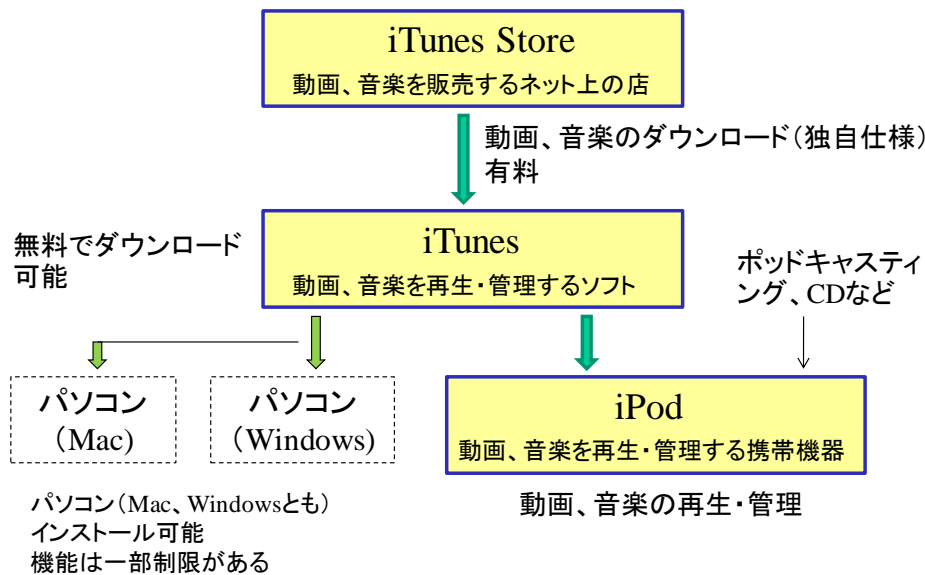 iTunes Store
動画、音楽を販売するネット上の店
動画、音楽のダウンロード（独自仕様）
有料
無料でダウンロード
可能
iTunes
動画、音楽を再生・管理するソフト
ポッドキャスティ
ング、CDなど
パソコン
（Mac)
パソコン
（Windows)
iPod
動画、音楽を再生・管理する携帯機器
パソコン（Mac、Windowsとも）
インストール可能
機能は一部制限がある
動画、音楽の再生・管理